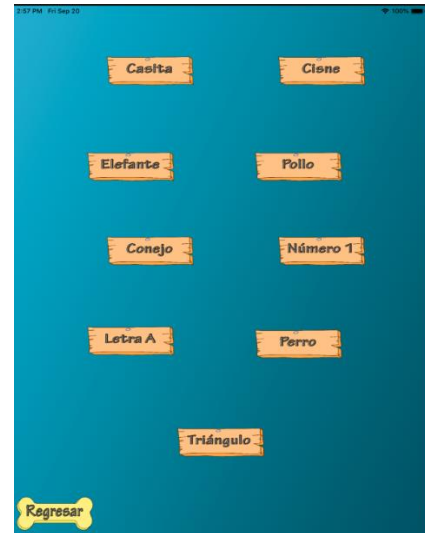 2:57 PM Fri Sep 20 100%
Casita Cisne
Elefante Pollo
Conejo Número 1
Letra A Perro
Triángulo
Regresar